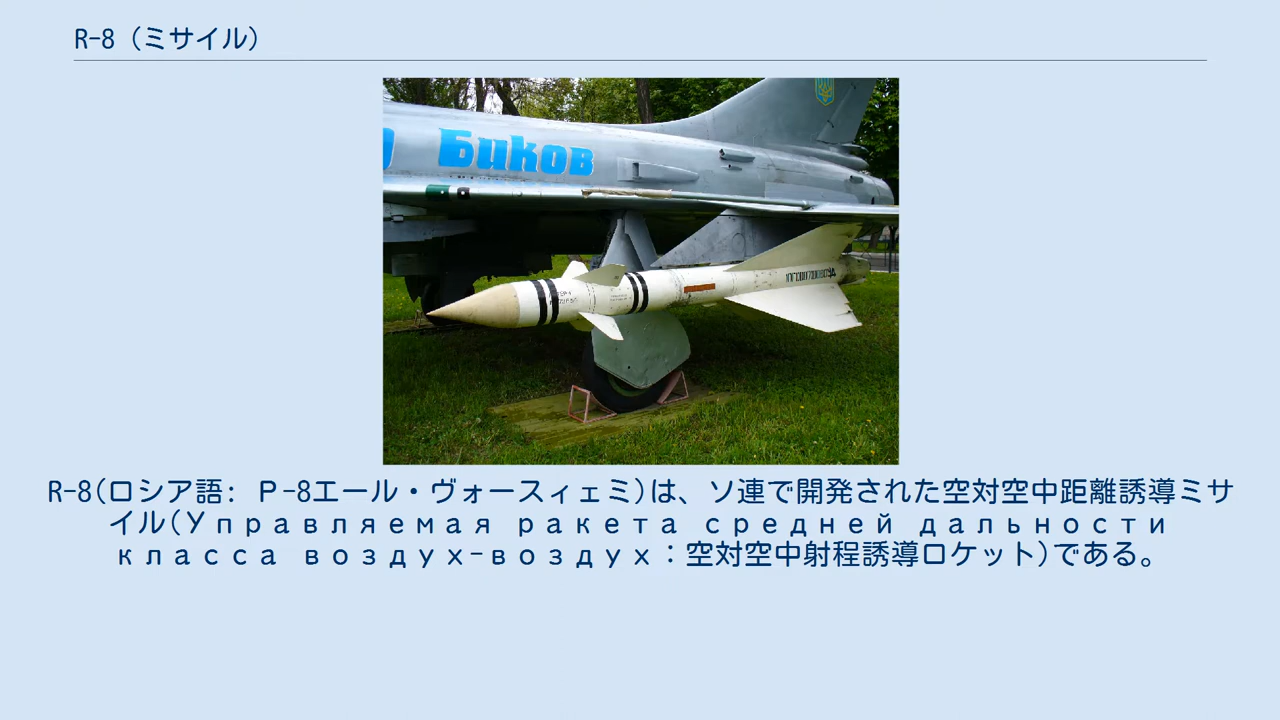 R-8 (ミサイル)
Биков
R-8(ロシア語: Р-8エール・ヴォースィェミ)は、ソ連で開発された空対空中距離誘導ミサ
イル(Управляемая ракета средней дальности
класса воздух-воздух：空対空中射程誘導ロケット)である。